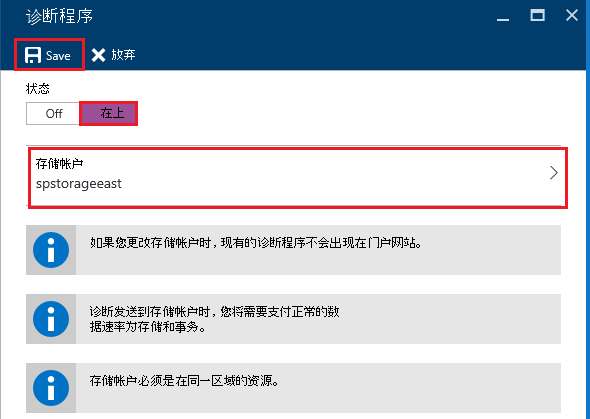 诊断程序
Save 放弃
状态
Off 在上
存储帐户
spstorageeast
如果您更改存储帐户时,现有的诊断程序不会出现在门户网站。
诊断发送到存储帐户时,您将需要支付正常的数
据速率为存储和事务。
存储帐户必须是在同一区域的资源。